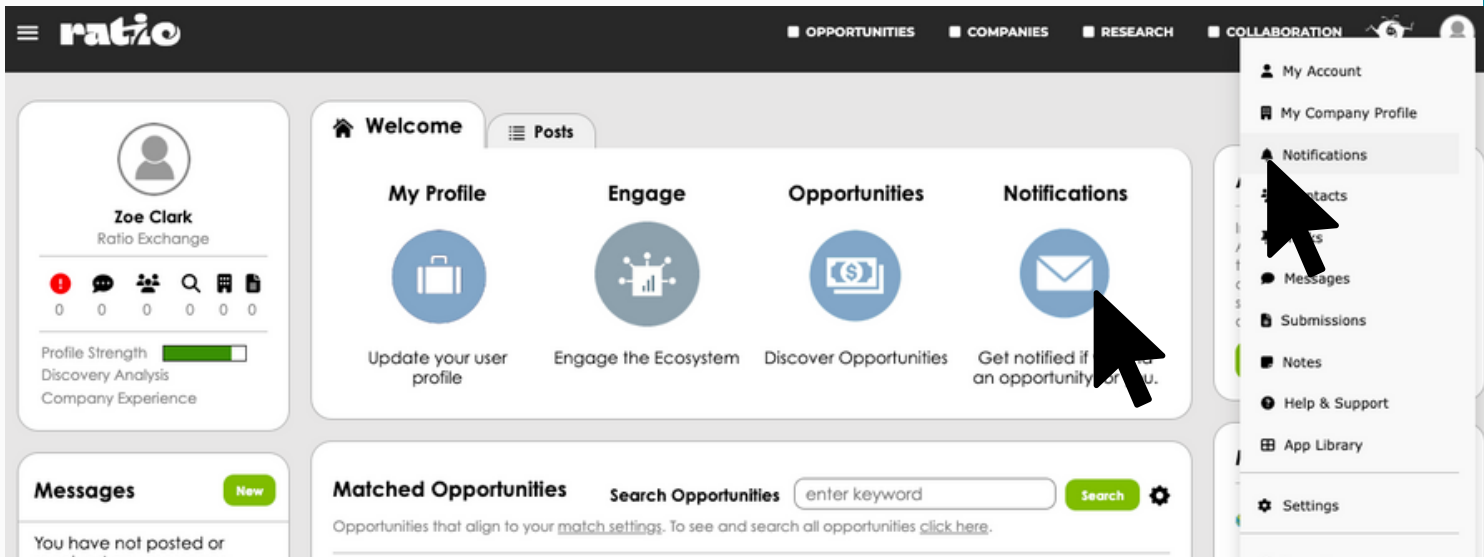 ratio
OPPORTUNITIES
COMPANIES
RESEARCH
COLLABORATION
Zoe Clark
Ratio Exchange
0 0 0 0 0 0
Profile Strength
Discovery Analysis
Company Experience
Messages
New
You have not posted or
Welcome
Posts
My Profile
Update your user
profile
Engage
Engage the Ecosystem
Opportunities
Discover Opportunities
Notifications
Get notified if
an opportunity
Matched Opportunities
Search Opportunities
enter keyword
Search
Opportunities that align to your match settings. To see and search all opportunities click here.
My Account
My Company Profile
Notifications
Messages
Submissions
Notes
Help & Support
App Library
Settings